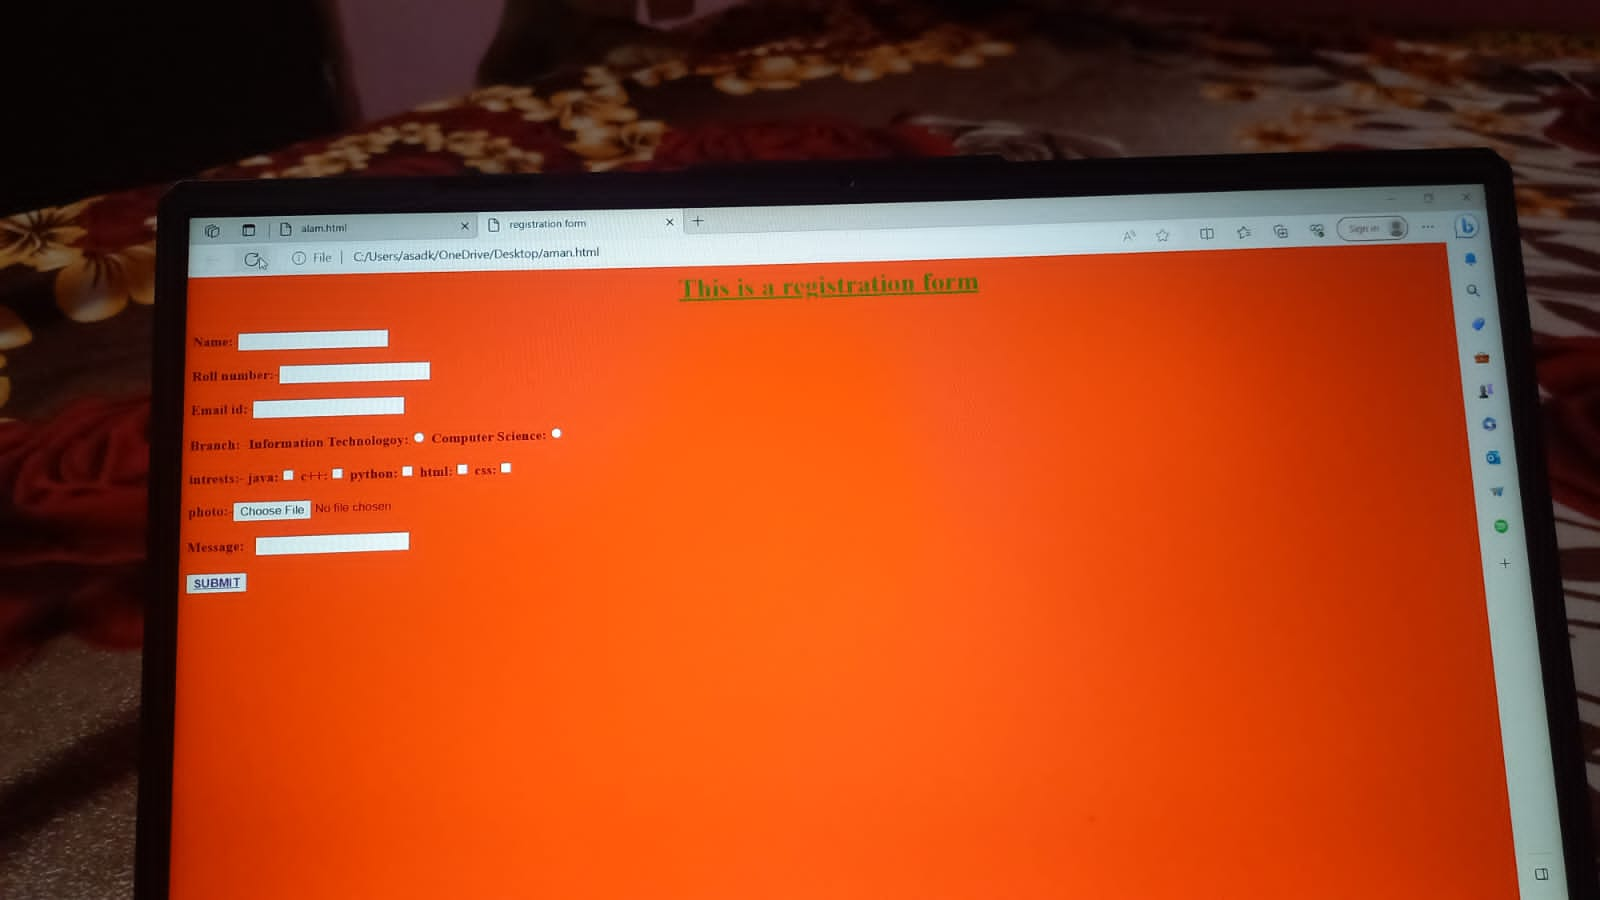 alam.html
registration form
File
C:/Users/asadk/OneDrive/Desktop/aman.html
Sign in
This is a registration form
Name:
Roll number:-
Email id:-
Branch:- Information Technologoy: Computer Science:
intrests:- java: c++: python: html: css:
photo:- Choose File No file chosen
Message:
SUBMIT